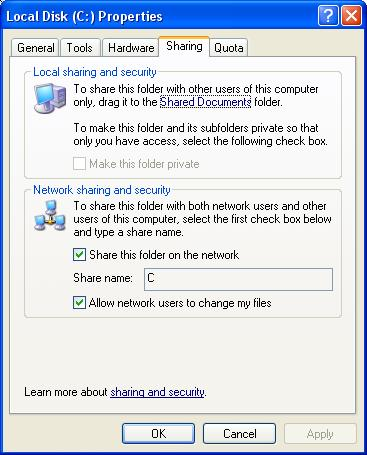 Local Disk (C:) Properties
General Tools Hardware Sharing Quota
Local sharing and security
To share this folder with other users of this computer
only, drag it to the Shared Documents folder.
To make this folder and its subfolders private so that
only you have access, select the following check box.
Make this folder private
Network sharing and security
To share this folder with both network users and other
users of this computer, select the first check box below
and type a share name.
Share this folder on the network
Share name: C
Allow network users to change my files
Learn more about sharing and security.
OK Cancel Apply